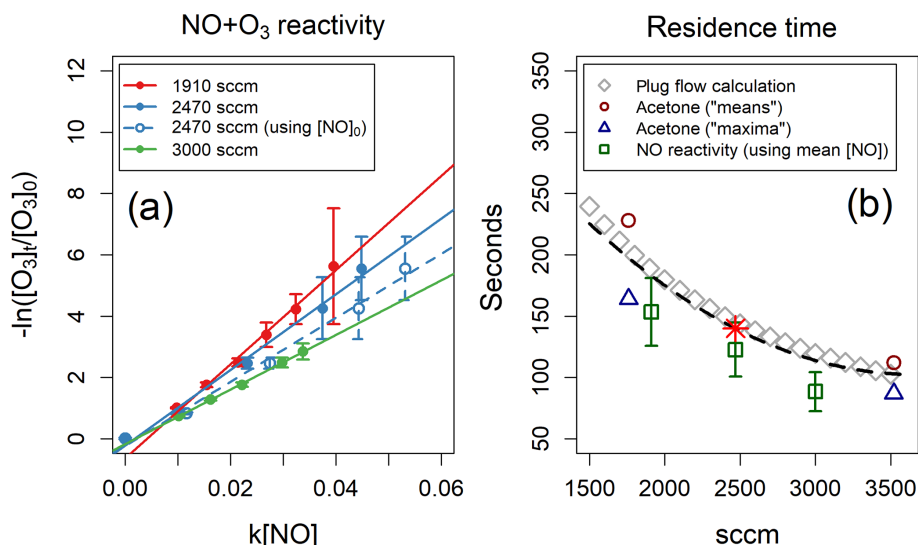 NO+O₃ reactivity
-ln([O₃]t/[O₃]₀)
-12
10
8
6
4
2
0
1910 sccm
2470 sccm
2470 sccm (using [NO]₀)
3000 sccm
(a)
0.00 0.02 0.04 0.06
k[NO]
Residence time
Seconds
350
250
200
150
100
50
Plug flow calculation
Acetone ("means")
Acetone ("maxima")
NO reactivity (using mean [NO])
(b)
1500 2000 2500 3000 3500
sccm